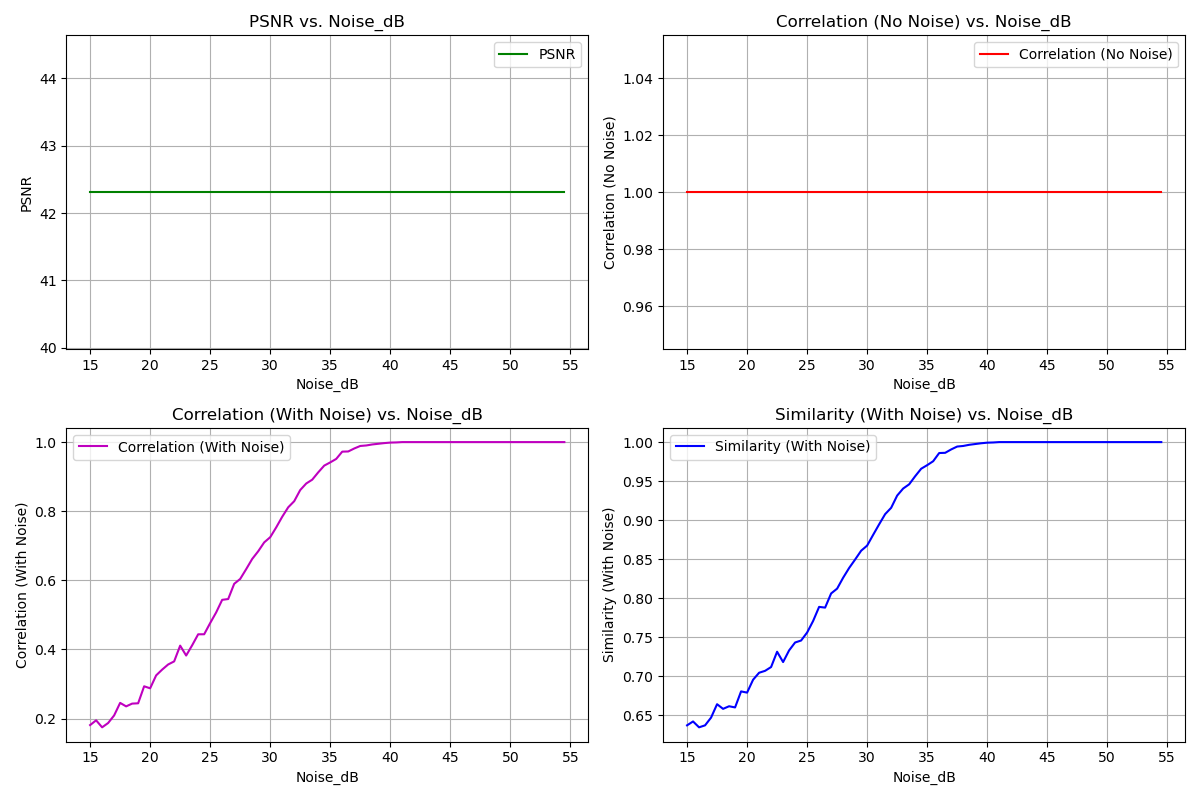 PSNR vs. Noise_dB
PSNR
44
43
42
41
40
PSNR
15 20 25 30 35 40 45 50 55
Noise_dB
Correlation (No Noise) vs. Noise_dB
Correlation (No Noise)
1.04
1.02
1.00
0.98
0.96
Correlation (No Noise)
15 20 25 30 35 40 45 50 55
Noise_dB
Correlation (With Noise) vs. Noise_dB
Correlation (With Noise)
1.0
0.8
0.6
0.4
0.2
Correlation (With Noise)
15 20 25 30 35 40 45 50 55
Noise_dB
Similarity (With Noise) vs. Noise_dB
Similarity (With Noise)
1.00
0.95
0.90
0.85
0.80
0.75
0.70
0.65
Similarity (With Noise)
15 20 25 30 35 40 45 50 55
Noise_dB